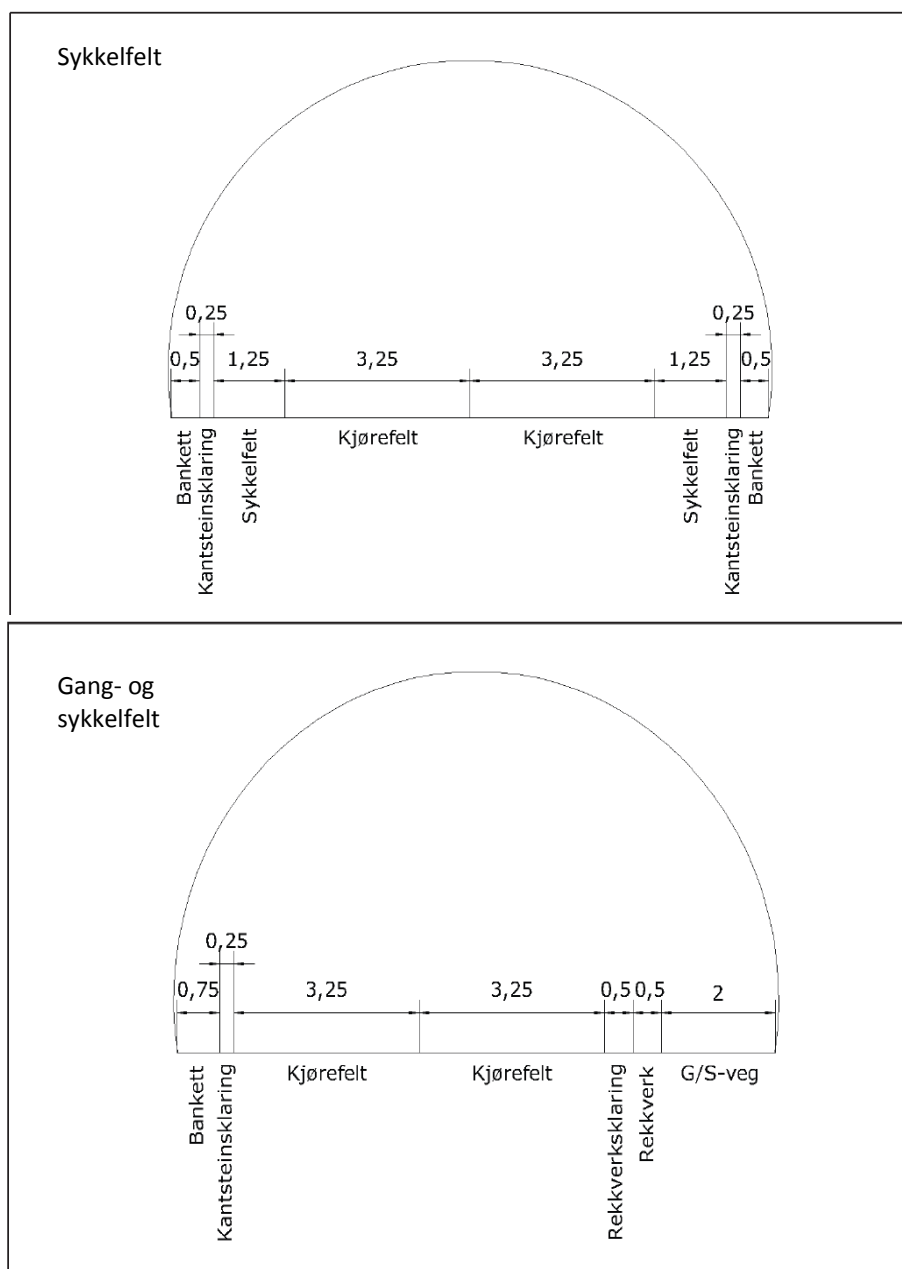 Sykkelfelt
0,25
0,25
0,5
1,25
3,25
3,25
1,25
0,5
Bankett
Kantsteinsklaring
Sykkelfelt
Kjørefelt
Kjørefelt
Sykkelfelt
Kantsteinsklaring
Bankett
Gang- og
sykkelfelt
0,25
0,75
3,25
3,25
0,5
0,5
2
Bankett
Kantsteinsklaring
Kjørefelt
Kjørefelt
Rekkverksklaring
Rekkverk
G/S-veg